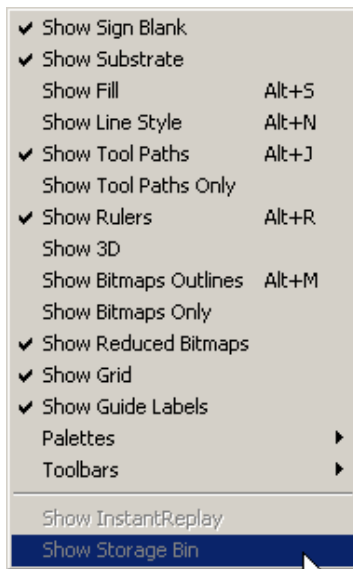 Show Sign Blank
Show Substrate
Show Fill Alt+S
Show Line Style Alt+N
Show Tool Paths Alt+J
Show Tool Paths Only
Show Rulers Alt+R
Show 3D
Show Bitmaps Outlines Alt+M
Show Bitmaps Only
Show Reduced Bitmaps
Show Grid
Show Guide Labels
Palettes
Toolbars
Show InstantReplay
Show Storage Bin